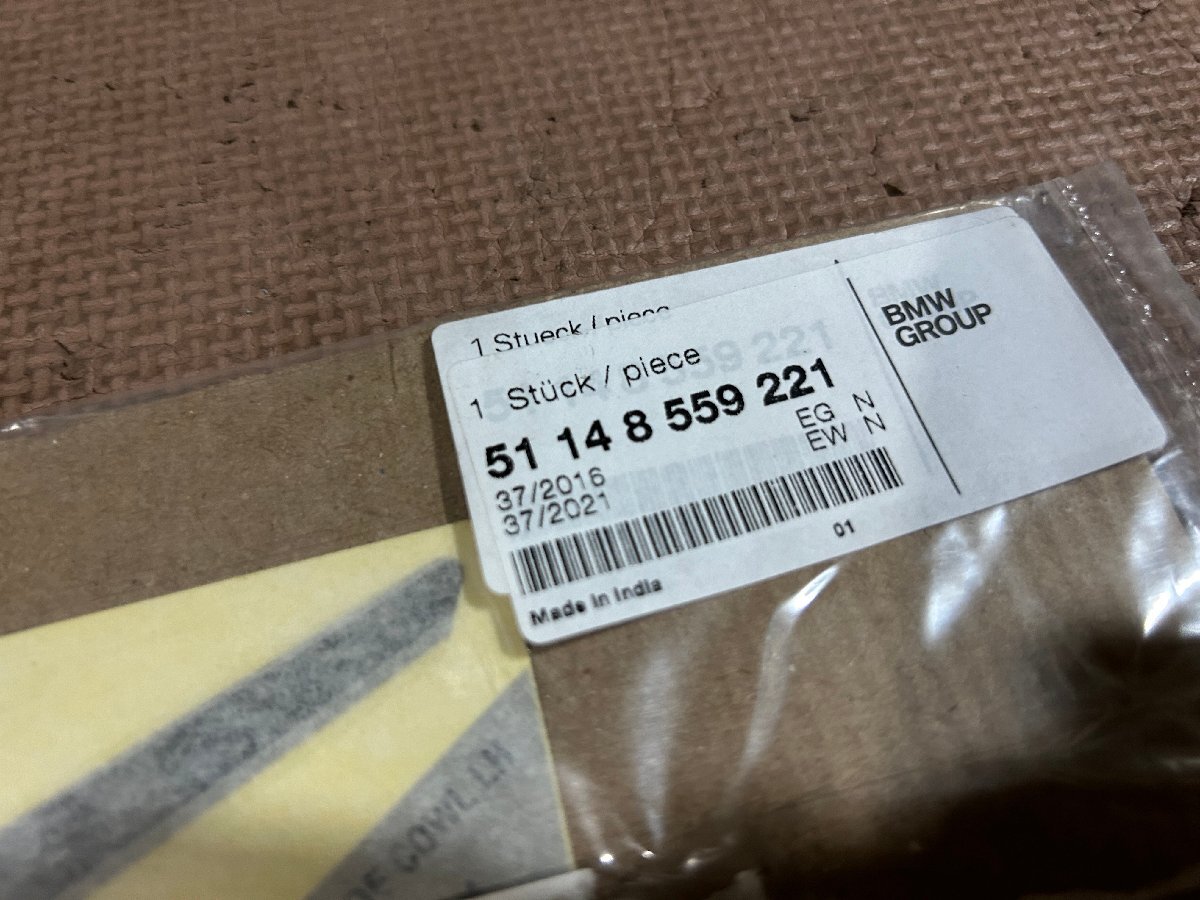 1 Stueck / piece
1 Stück / piece
51 14 8 559 221
EG N
EW N
37/2016
37/2021
01
Made in India
BMW
GROUP
COWL_LH